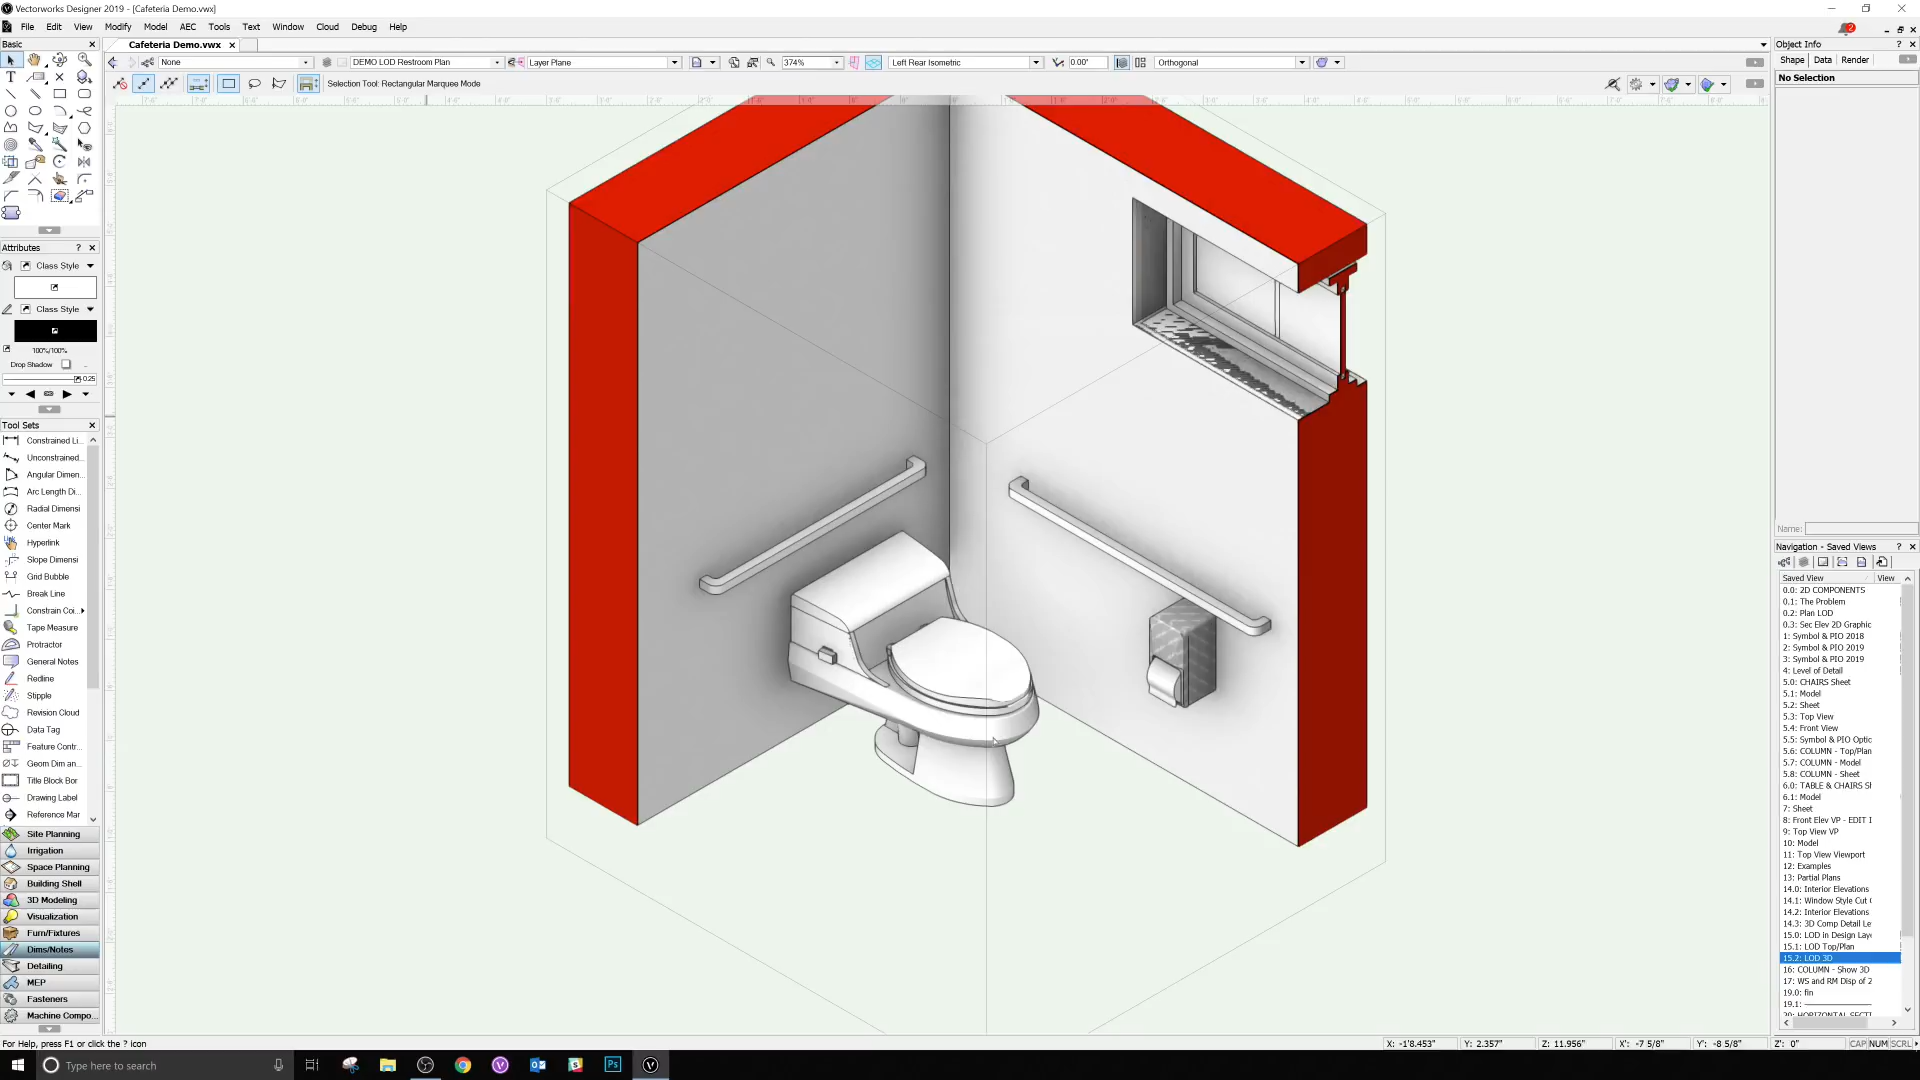 Vectorworks Designer 2019 - [Cafeteria Demo.vwx]
File Edit View Modify Model AEC Tools Text Window Cloud Debug Help
2
Basic
Cafeteria Demo.vwx
Object Info
Shape Data Render
None
DEMO LOD Restroom Plan
Layer Plane
374%
Left Rear Isometric
0.00°
Orthogonal
No Selection
Selection Tool: Rectangular Marquee Mode
Attributes
Class Style
Class Style
100%/100%
Drop Shadow
0.25
Tool Sets
Constrained Li...
Unconstrained...
Angular Dimen...
Arc Length Di...
Radial Dimensi
Center Mark
Hyperlink
Slope Dimensi
Grid Bubble
Break Line
Constrain Coi...
Tape Measure
Protractor
General Notes
Redline
Stipple
Revision Cloud
Data Tag
Feature Contr...
Geom Dim an...
Title Block Bor
Drawing Label
Reference Mar
Site Planning
Irrigation
Space Planning
Building Shell
3D Modeling
Visualization
Furn/Fixtures
Dims/Notes
Detailing
MEP
Fasteners
Machine Compo...
Name:
Navigation - Saved Views
Saved View View
0.0: 2D COMPONENTS
0.1: The Problem
0.2: Plan LOD
0.3: Sec Elev 2D Graphic
1: Symbol & PIO 2018
2: Symbol & PIO 2019
3: Symbol & PIO 2019
4: Level of Detail
5.0: CHAIRS Sheet
5.1: Model
5.2: Sheet
5.3: Top View
5.4: Front View
5.5: Symbol & PIO Optic
5.6: COLUMN - Top/Plan
5.7: COLUMN - Model
5.8: COLUMN - Sheet
6.0: TABLE & CHAIRS SH
6.1: Model
7: Sheet
8: Front Elev VP - EDIT I
9: Top View VP
10: Model
11: Top View Viewport
12: Examples
13: Partial Plans
14.0: Interior Elevations
14.1: Window Style Cut
14.2: Interior Elevations
14.3: 3D Comp Detail Le
15.0: LOD in Design Lay
15.1: LOD Top/Plan
15.2: LOD 3D
16: COLUMN - Show 3D
17: WS and RM Disp of 2
19.0: fin
19.1:
20: HORIZONTAL SECTI
For Help, press F1 or click the ? icon
X: -1'8.453" Y: 2.357" Z: 11.956" X': -7 5/8" Y': -8 5/8" Z': 0" CAP NUM SCRL
Type here to search